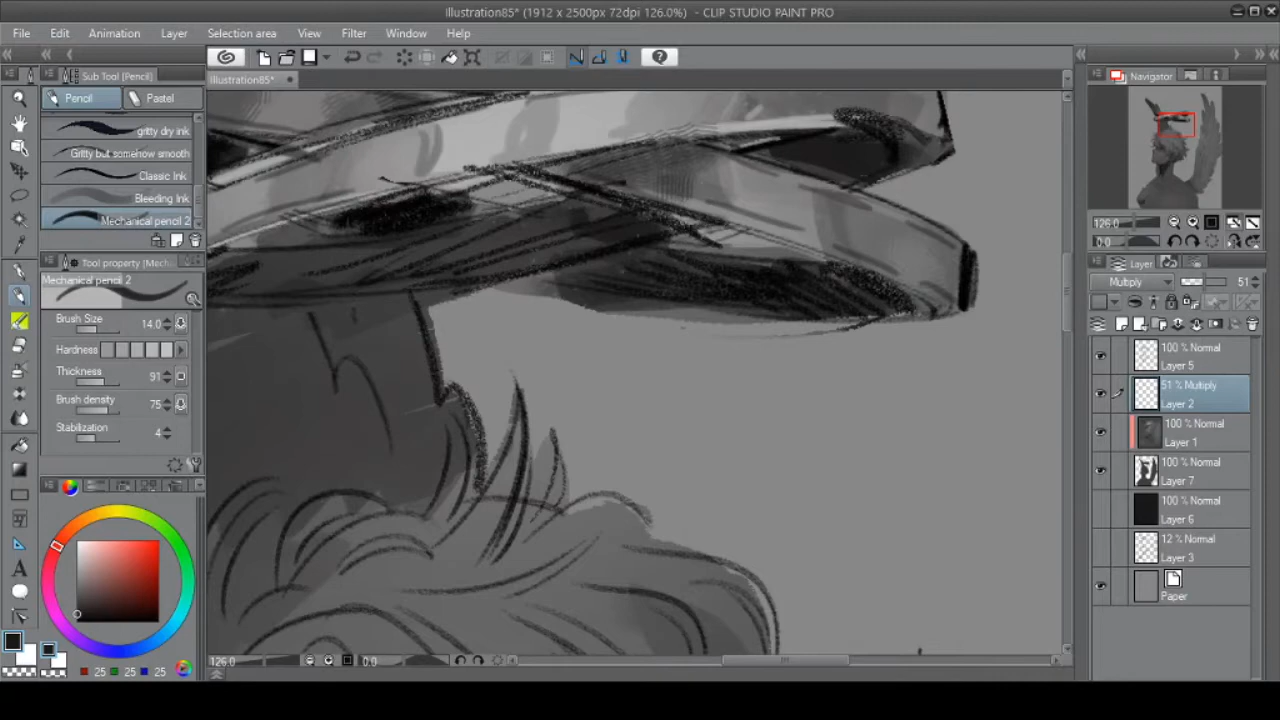 Illustration85* (1912 x 2500px 72dpi 126.0%) - CLIP STUDIO PAINT PRO
File Edit Animation Layer Selection area View Filter Window Help
Sub Tool [Pencil]
Illustration85*
Navigator
Pencil
Pastel
gritty dry ink
Gritty but somehow smooth
Classic Ink
Bleeding Ink
Mechanical pencil 2
126.0
0.0
Tool property [Mech
Layer
Mechanical pencil 2
Multiply 51
Brush Size 14.0
Hardness
Thickness 91
Brush density 75
Stabilization 4
100 % Normal
Layer 5
51 % Multiply
Layer 2
100 % Normal
Layer 1
100 % Normal
Layer 7
100 % Normal
Layer 6
12 % Normal
Layer 3
Paper
126.0 0.0
25 25 25